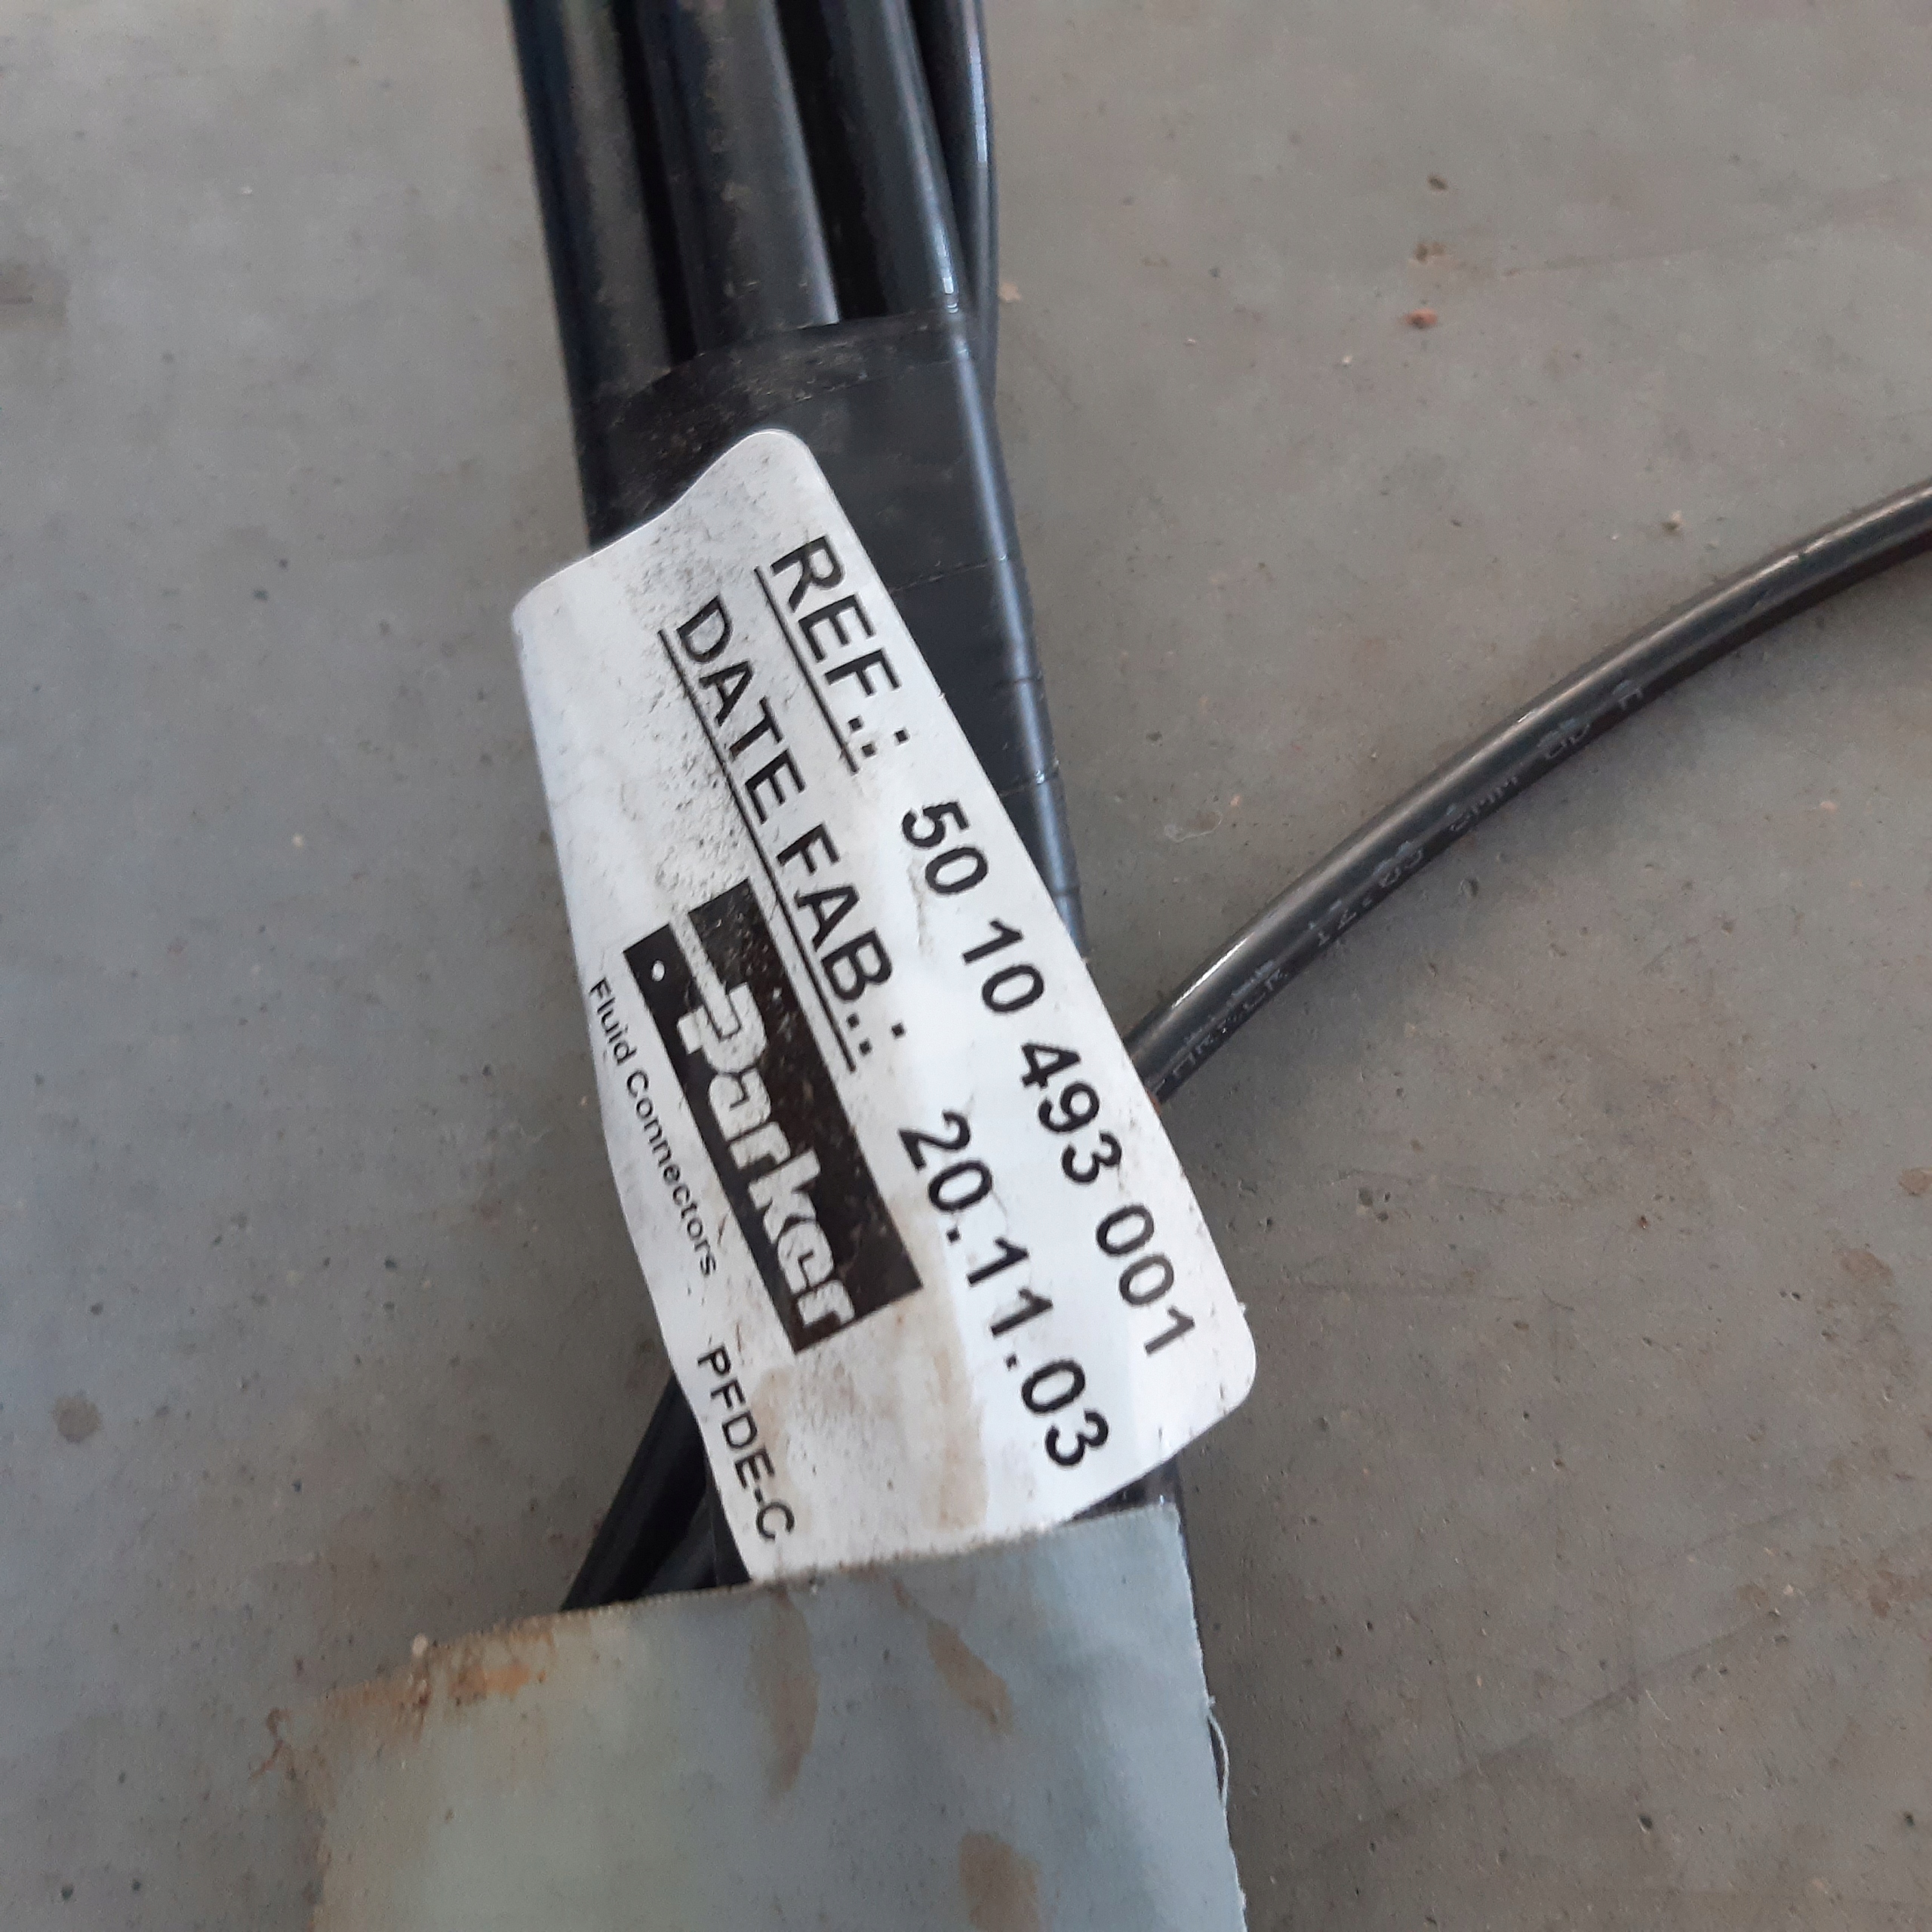 REF.: 50 10 493 001
DATE FAB.: 20.11.03
Parker
Fluid Connectors PFDE-C